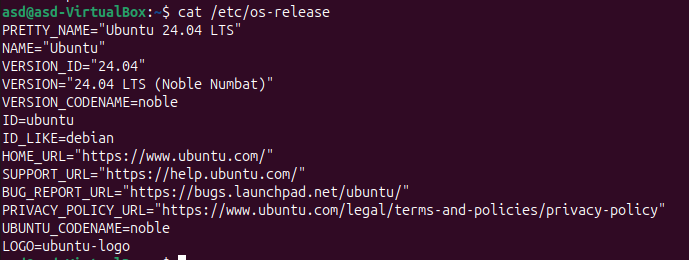 asd@asd-VirtualBox:~$ cat /etc/os-release
PRETTY_NAME="Ubuntu 24.04 LTS"
NAME="Ubuntu"
VERSION_ID="24.04"
VERSION="24.04 LTS (Noble Numbat)"
VERSION_CODENAME=noble
ID=ubuntu
ID_LIKE=debian
HOME_URL="https://www.ubuntu.com/"
SUPPORT_URL="https://help.ubuntu.com/"
BUG_REPORT_URL="https://bugs.launchpad.net/ubuntu/"
PRIVACY_POLICY_URL="https://www.ubuntu.com/legal/terms-and-policies/privacy-policy"
UBUNTU_CODENAME=noble
LOGO=ubuntu-logo
asd@asd-VirtualBox:~$